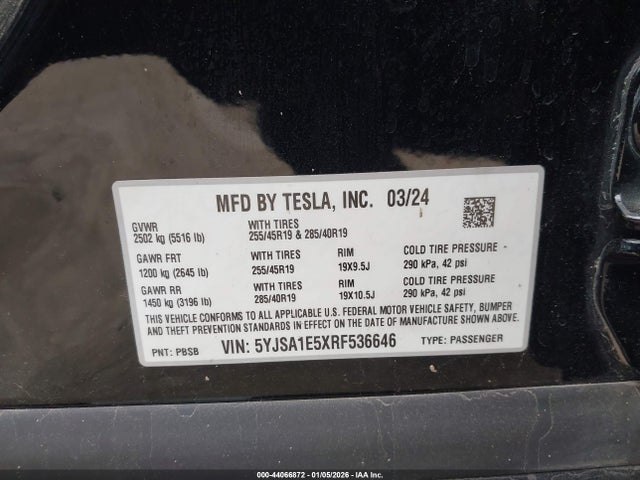 MFD BY TESLA, INC. 03/24
GVWR WITH TIRES
2502 kg (5516 lb) 255/45R19 & 285/40R19
GAWR FRT WITH TIRES RIM COLD TIRE PRESSURE
1200 kg (2645 lb) 255/45R19 19X9.5J 290 kPa, 42 psi
GAWR RR WITH TIRES RIM COLD TIRE PRESSURE
1450 kg (3196 lb) 285/40R19 19X10.5J 290 kPa, 42 psi
THIS VEHICLE CONFORMS TO ALL APPLICABLE U.S. FEDERAL MOTOR VEHICLE SAFETY, BUMPER
AND THEFT PREVENTION STANDARDS IN EFFECT ON THE DATE OF MANUFACTURE SHOWN ABOVE.
PNT: PBSB VIN: 5YJSA1E5XRF536646 TYPE: PASSENGER
000-44066872 | 01/05/2026 - IAA Inc.